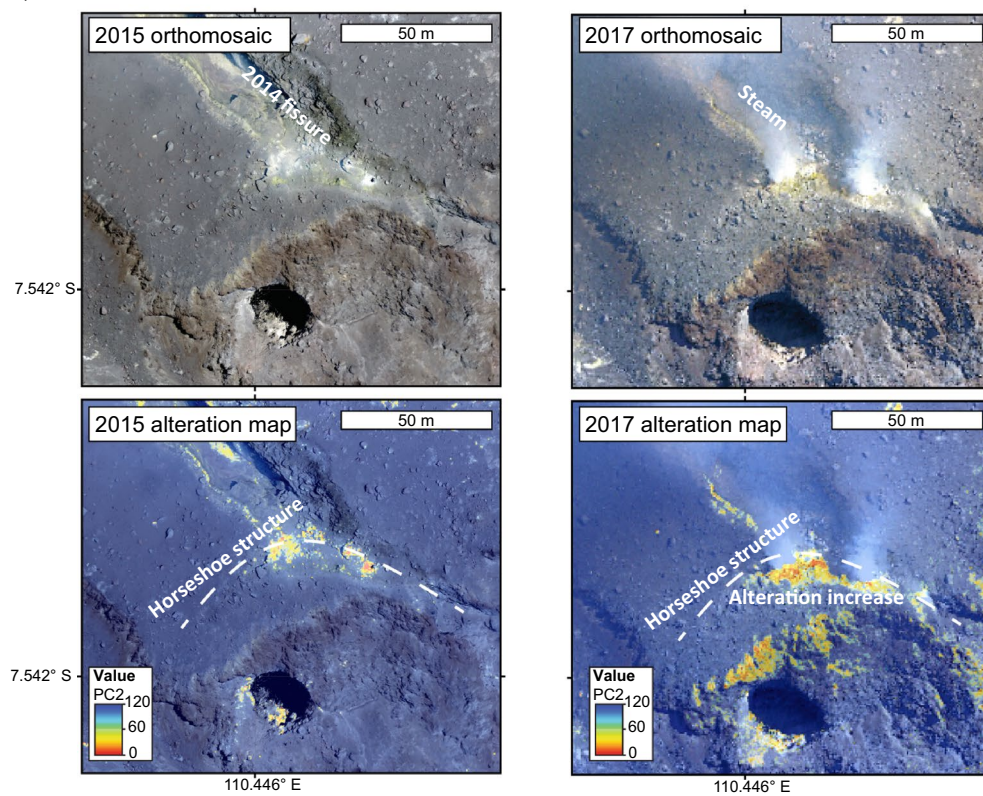 2015 orthomosaic
50 m
2014 fissure
2017 orthomosaic
50 m
Steam
7.542° S
2015 alteration map
50 m
Horseshoe structure
Value
PC2
120
60
0
2017 alteration map
50 m
Horseshoe structure
Alteration increase
Value
PC2
120
60
0
7.542° S
110.446° E
110.446° E